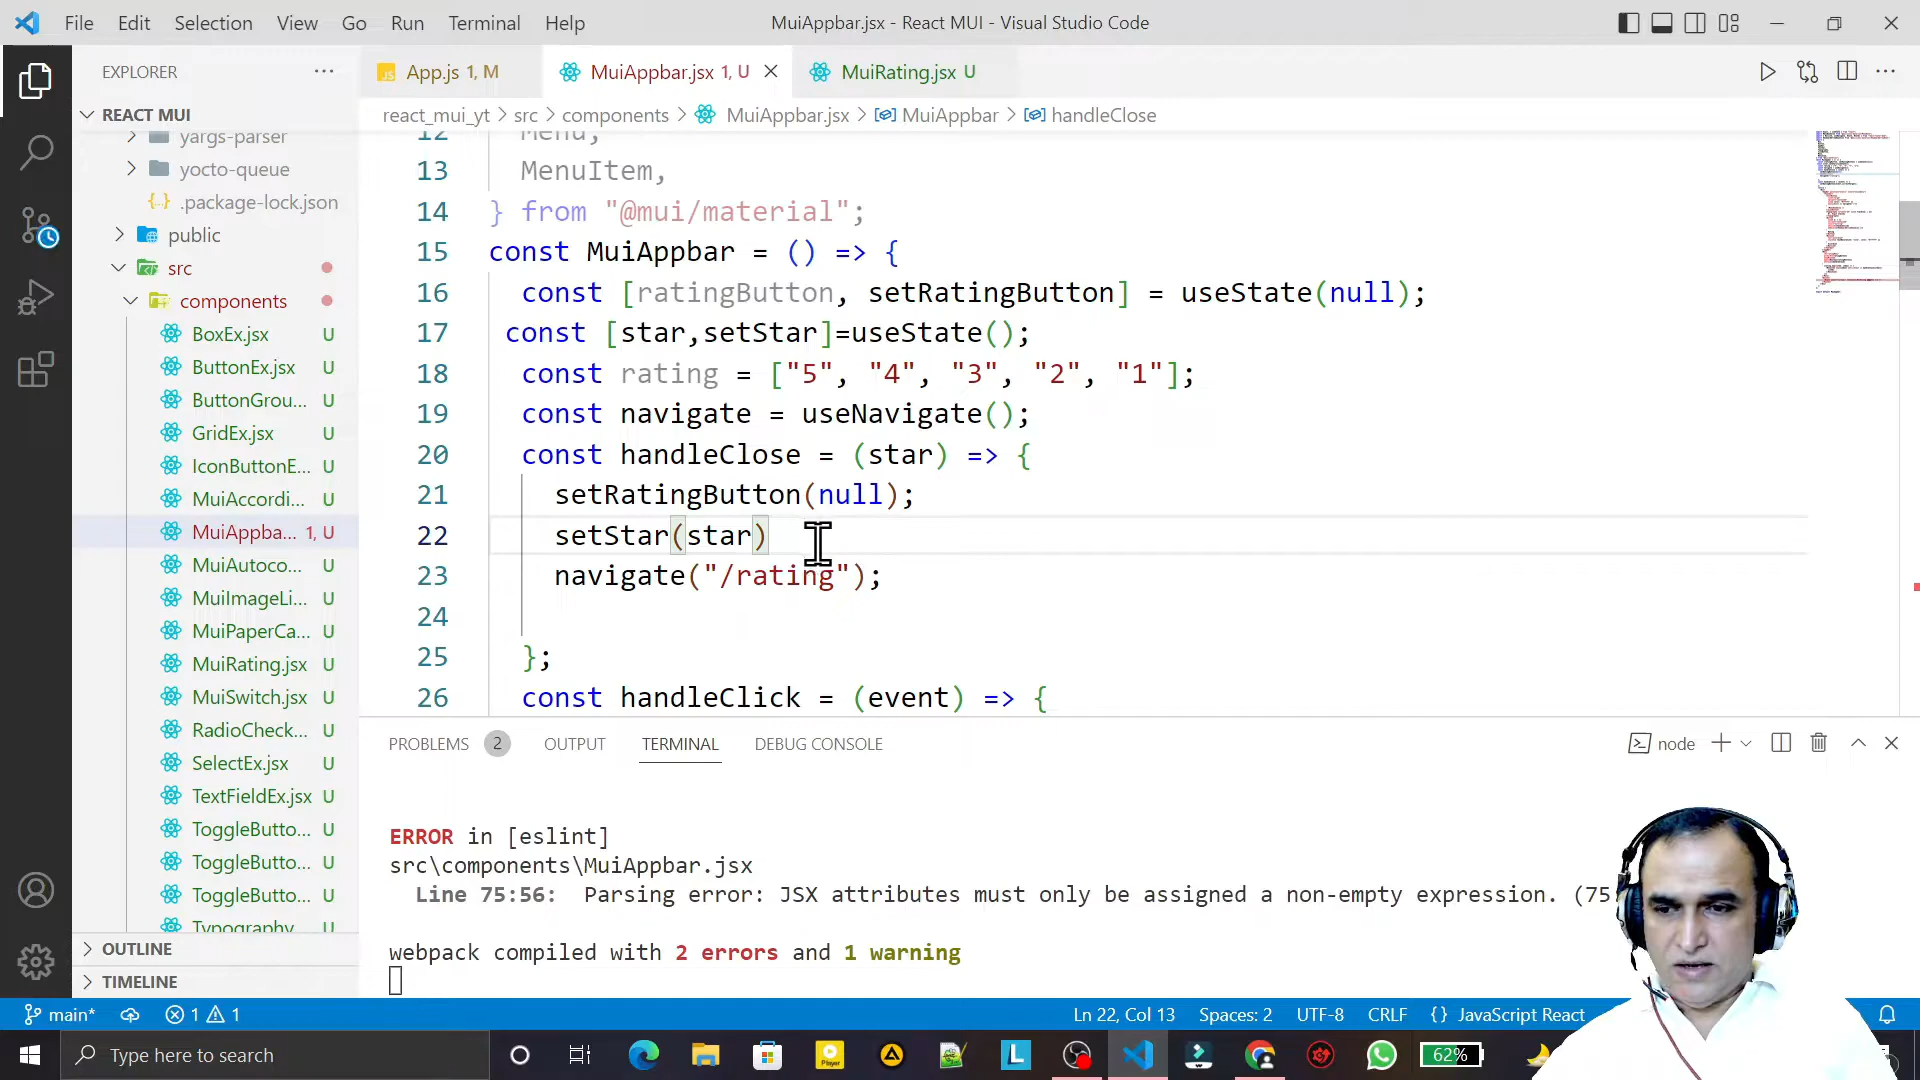 File Edit Selection View Go Run Terminal Help
MuiAppbar.jsx - React MUI - Visual Studio Code
EXPLORER
App.js 1, M
MuiAppbar.jsx 1, U
MuiRating.jsx U
REACT MUI
react_mui_yt > src > components > MuiAppbar.jsx > MuiAppbar > handleClose
yargs-parser
yocto-queue
.package-lock.json
public
src
components
BoxEx.jsx U
ButtonEx.jsx U
ButtonGrou... U
GridEx.jsx U
IconButtonE... U
MuiAccordi... U
MuiAppba... 1, U
MuiAutoco... U
MuiImageLi... U
MuiPaperCa... U
MuiRating.jsx U
MuiSwitch.jsx U
RadioCheck... U
SelectEx.jsx U
TextFieldEx.jsx U
ToggleButto... U
ToggleButto... U
ToggleButto... U
Typography U
OUTLINE
TIMELINE
12 Menu,
13 MenuItem,
14 } from "@mui/material";
15 const MuiAppbar = () => {
16 const [ratingButton, setRatingButton] = useState(null);
17 const [star,setStar]=useState();
18 const rating = ["5", "4", "3", "2", "1"];
19 const navigate = useNavigate();
20 const handleClose = (star) => {
21 setRatingButton(null);
22 setStar(star)
23 navigate("/rating");
24
25 };
26 const handleClick = (event) => {
PROBLEMS 2 OUTPUT TERMINAL DEBUG CONSOLE
node
ERROR in [eslint]
src\components\MuiAppbar.jsx
Line 75:56: Parsing error: JSX attributes must only be assigned a non-empty expression. (75:
webpack compiled with 2 errors and 1 warning
main* 1 1
Ln 22, Col 13 Spaces: 2 UTF-8 CRLF {} JavaScript React
Type here to search
62%